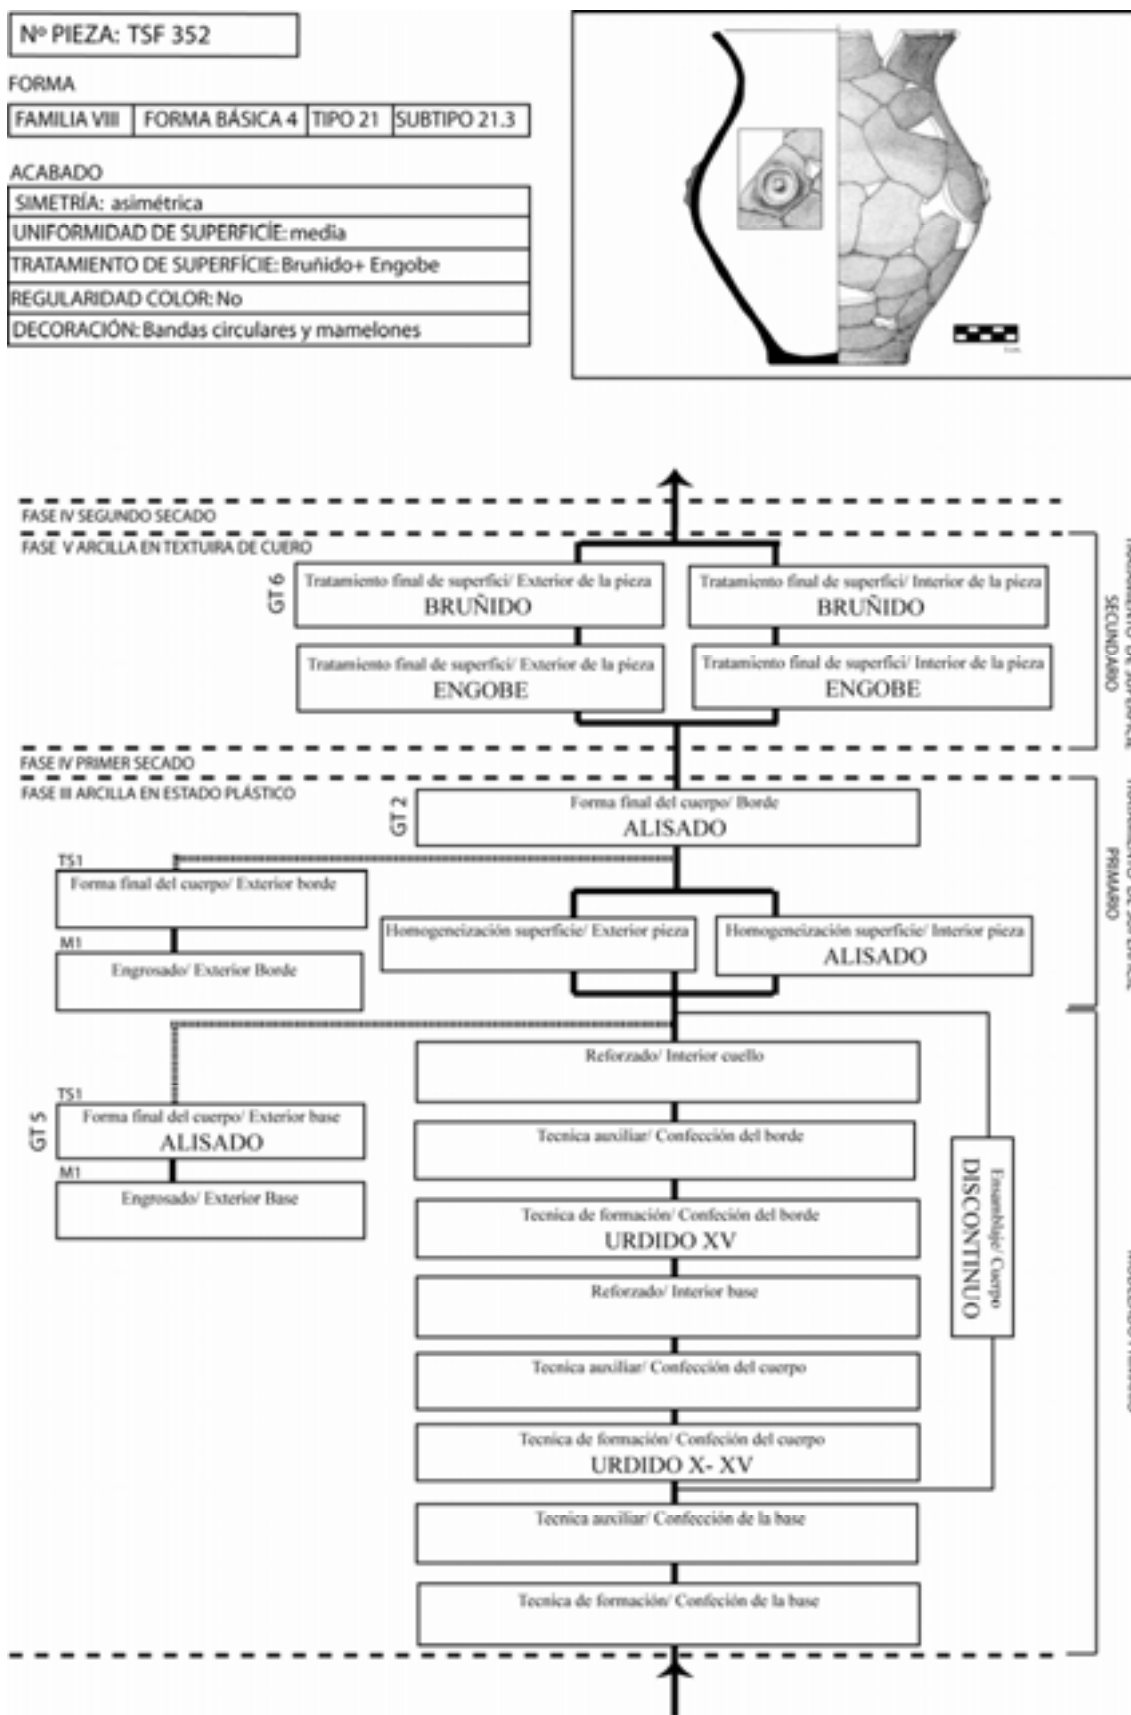 Nº PIEZA: TSF 352
FORMA
FAMILIA VIII FORMA BÁSICA 4 TIPO 21 SUBTIPO 21.3
ACABADO
SIMETRÍA: asimétrica
UNIFORMIDAD DE SUPERFICÍE: media
TRATAMIENTO DE SUPERFÍCIE: Bruñido+ Engobe
REGULARIDAD COLOR: No
DECORACIÓN: Bandas circulares y mamelones
FASE IV SEGUNDO SECADO
FASE V ARCILLA EN TEXTUIRA DE CUERO
GT 6
Tratamiento final de superfici/ Exterior de la pieza
BRUÑIDO
Tratamiento final de superfici/ Interior de la pieza
BRUÑIDO
Tratamiento final de superfici/ Exterior de la pieza
ENGOBE
Tratamiento final de superfici/ Interior de la pieza
ENGOBE
SECUNDARIO
FASE IV PRIMER SECADO
FASE III ARCILLA EN ESTADO PLÁSTICO
GT 2
Forma final del cuerpo/ Borde
ALISADO
TS1
Forma final del cuerpo/ Exterior borde
M1
Engrosado/ Exterior Borde
Homogeneización superficie/ Exterior pieza
Homogeneización superficie/ Interior pieza
ALISADO
PRIMARIO
Reforzado/ Interior cuello
GT 5
TS1
Forma final del cuerpo/ Exterior base
ALISADO
M1
Engrosado/ Exterior Base
Tecnica auxiliar/ Confección del borde
Tecnica de formación/ Confeción del borde
URDIDO XV
Reforzado/ Interior base
Ensamblaje/ Cuerpo
DISCONTINUO
Tecnica auxiliar/ Confección del cuerpo
Tecnica de formación/ Confeción del cuerpo
URDIDO X- XV
Tecnica auxiliar/ Confección de la base
Tecnica de formación/ Confeción de la base